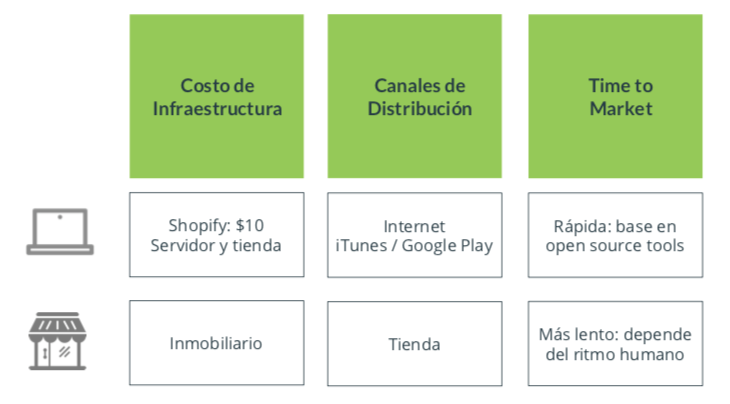 Costo de
Infraestructura
Canales de
Distribución
Time to
Market
Shopify: $10
Servidor y tienda
Internet
iTunes / Google Play
Rápida: base en
open source tools
Inmobiliario
Tienda
Más lento: depende
del ritmo humano